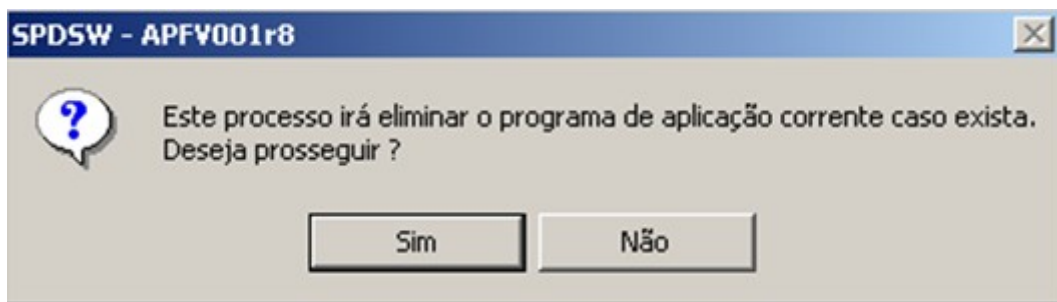 SPDSW - APFV001r8
?
Este processo irá eliminar o programa de aplicação corrente caso exista.
Deseja prosseguir ?
Sim Não